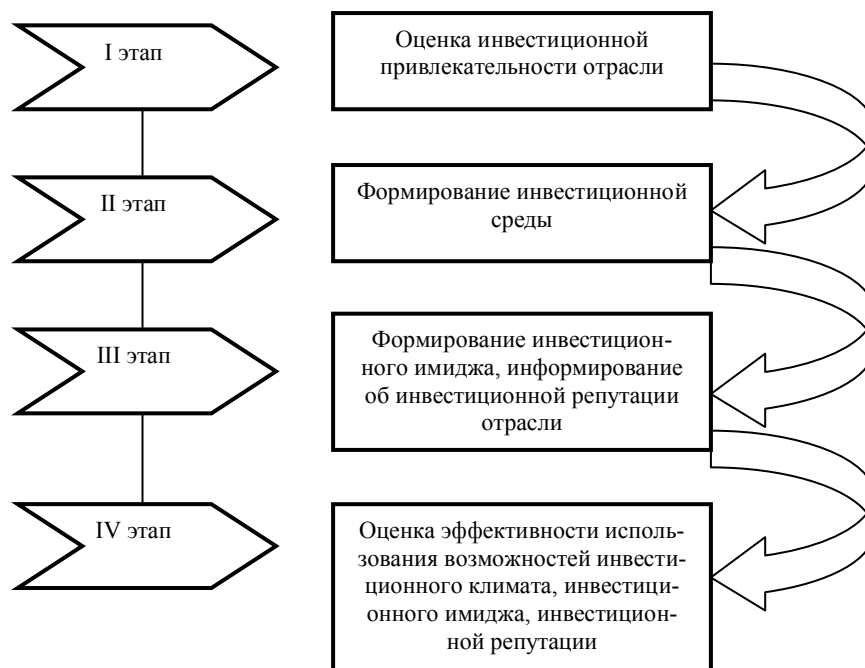 I этап
Оценка инвестиционной
привлекательности отрасли
II этап
Формирование инвестиционной
среды
III этап
Формирование инвестицион-
ного имиджа, информирование
об инвестиционной репутации
отрасли
IV этап
Оценка эффективности исполь-
зования возможностей инвести-
ционного климата, инвестици-
онного имиджа, инвестицион-
ной репутации